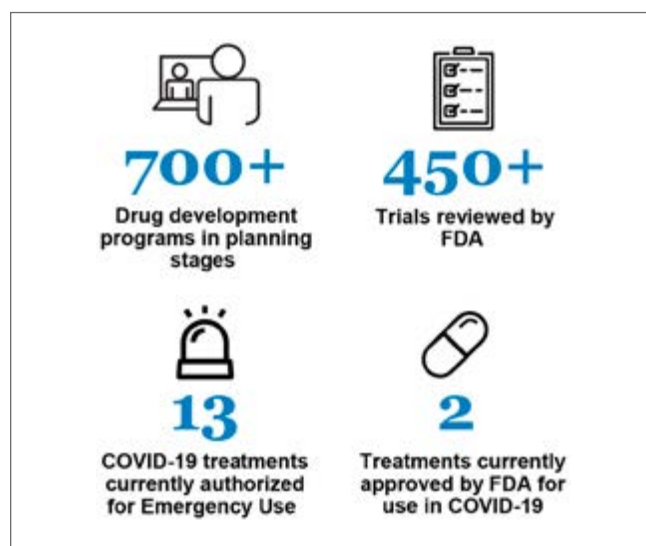 700+
Drug development
programs in planning
stages
450+
Trials reviewed by
FDA
13
COVID-19 treatments
currently authorized
for Emergency Use
2
Treatments currently
approved by FDA for
use in COVID-19